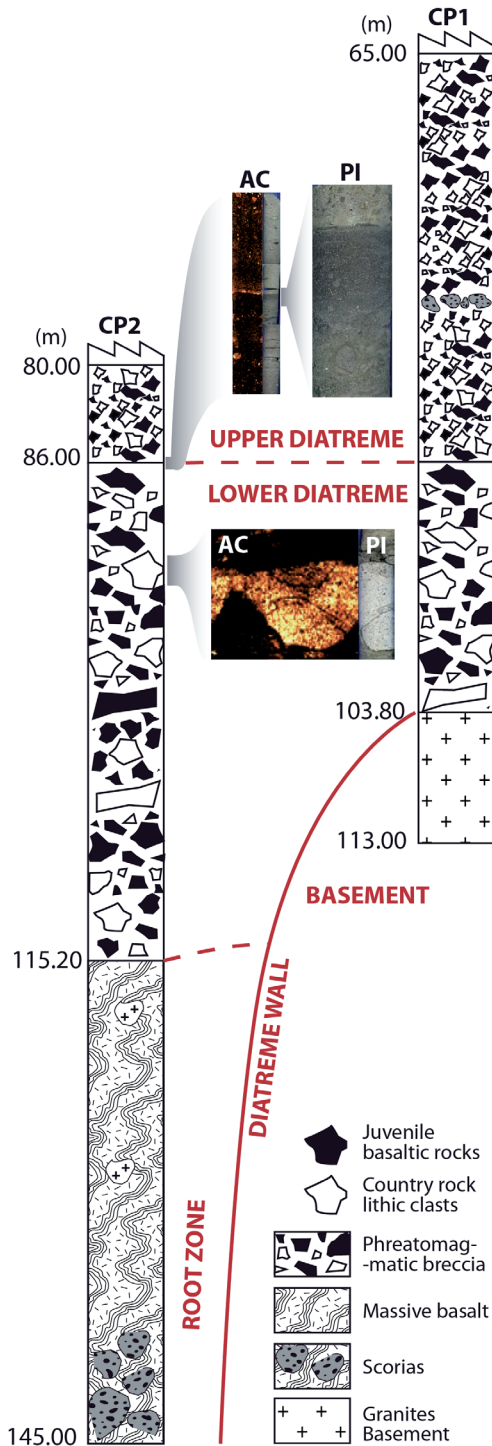 CP1
(m)
65.00
AC
PI
(m)
CP2
80.00
86.00
UPPER DIATREME
LOWER DIATREME
AC
PI
103.80
113.00
BASEMENT
115.20
DIATREME WALL
ROOT ZONE
145.00
Juvenile
basaltic rocks
Country rock
lithic clasts
Phreatomag-
-matic breccia
Massive basalt
Scorias
Granites
Basement